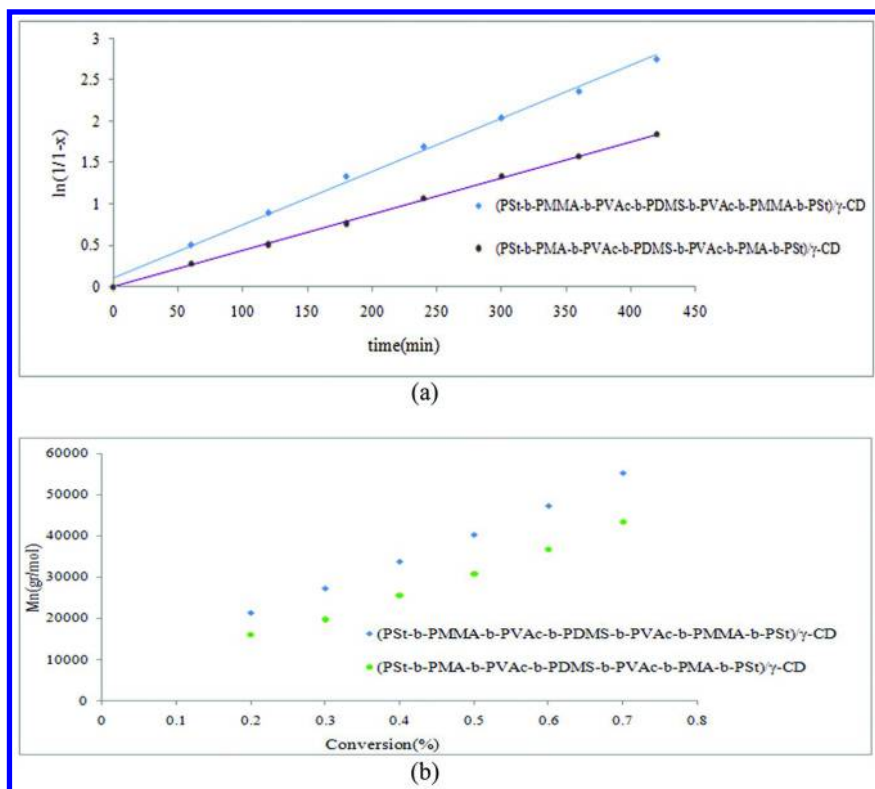 3
2.5
2
1.5
1
0.5
0
ln(1/1-x)
(PSt-b-PMMA-b-PVAc-b-PDMS-b-PVAc-b-PMMA-b-PSt)/γ-CD
(PSt-b-PMA-b-PVAc-b-PDMS-b-PVAc-b-PMA-b-PSt)/γ-CD
0 50 100 150 200 250 300 350 400 450
time(min)
(a)
60000
50000
40000
30000
20000
10000
0
Mn(gr/mol)
(PSt-b-PMMA-b-PVAc-b-PDMS-b-PVAc-b-PMMA-b-PSt)/γ-CD
(PSt-b-PMA-b-PVAc-b-PDMS-b-PVAc-b-PMA-b-PSt)/γ-CD
0 0.1 0.2 0.3 0.4 0.5 0.6 0.7 0.8
Conversion(%)
(b)